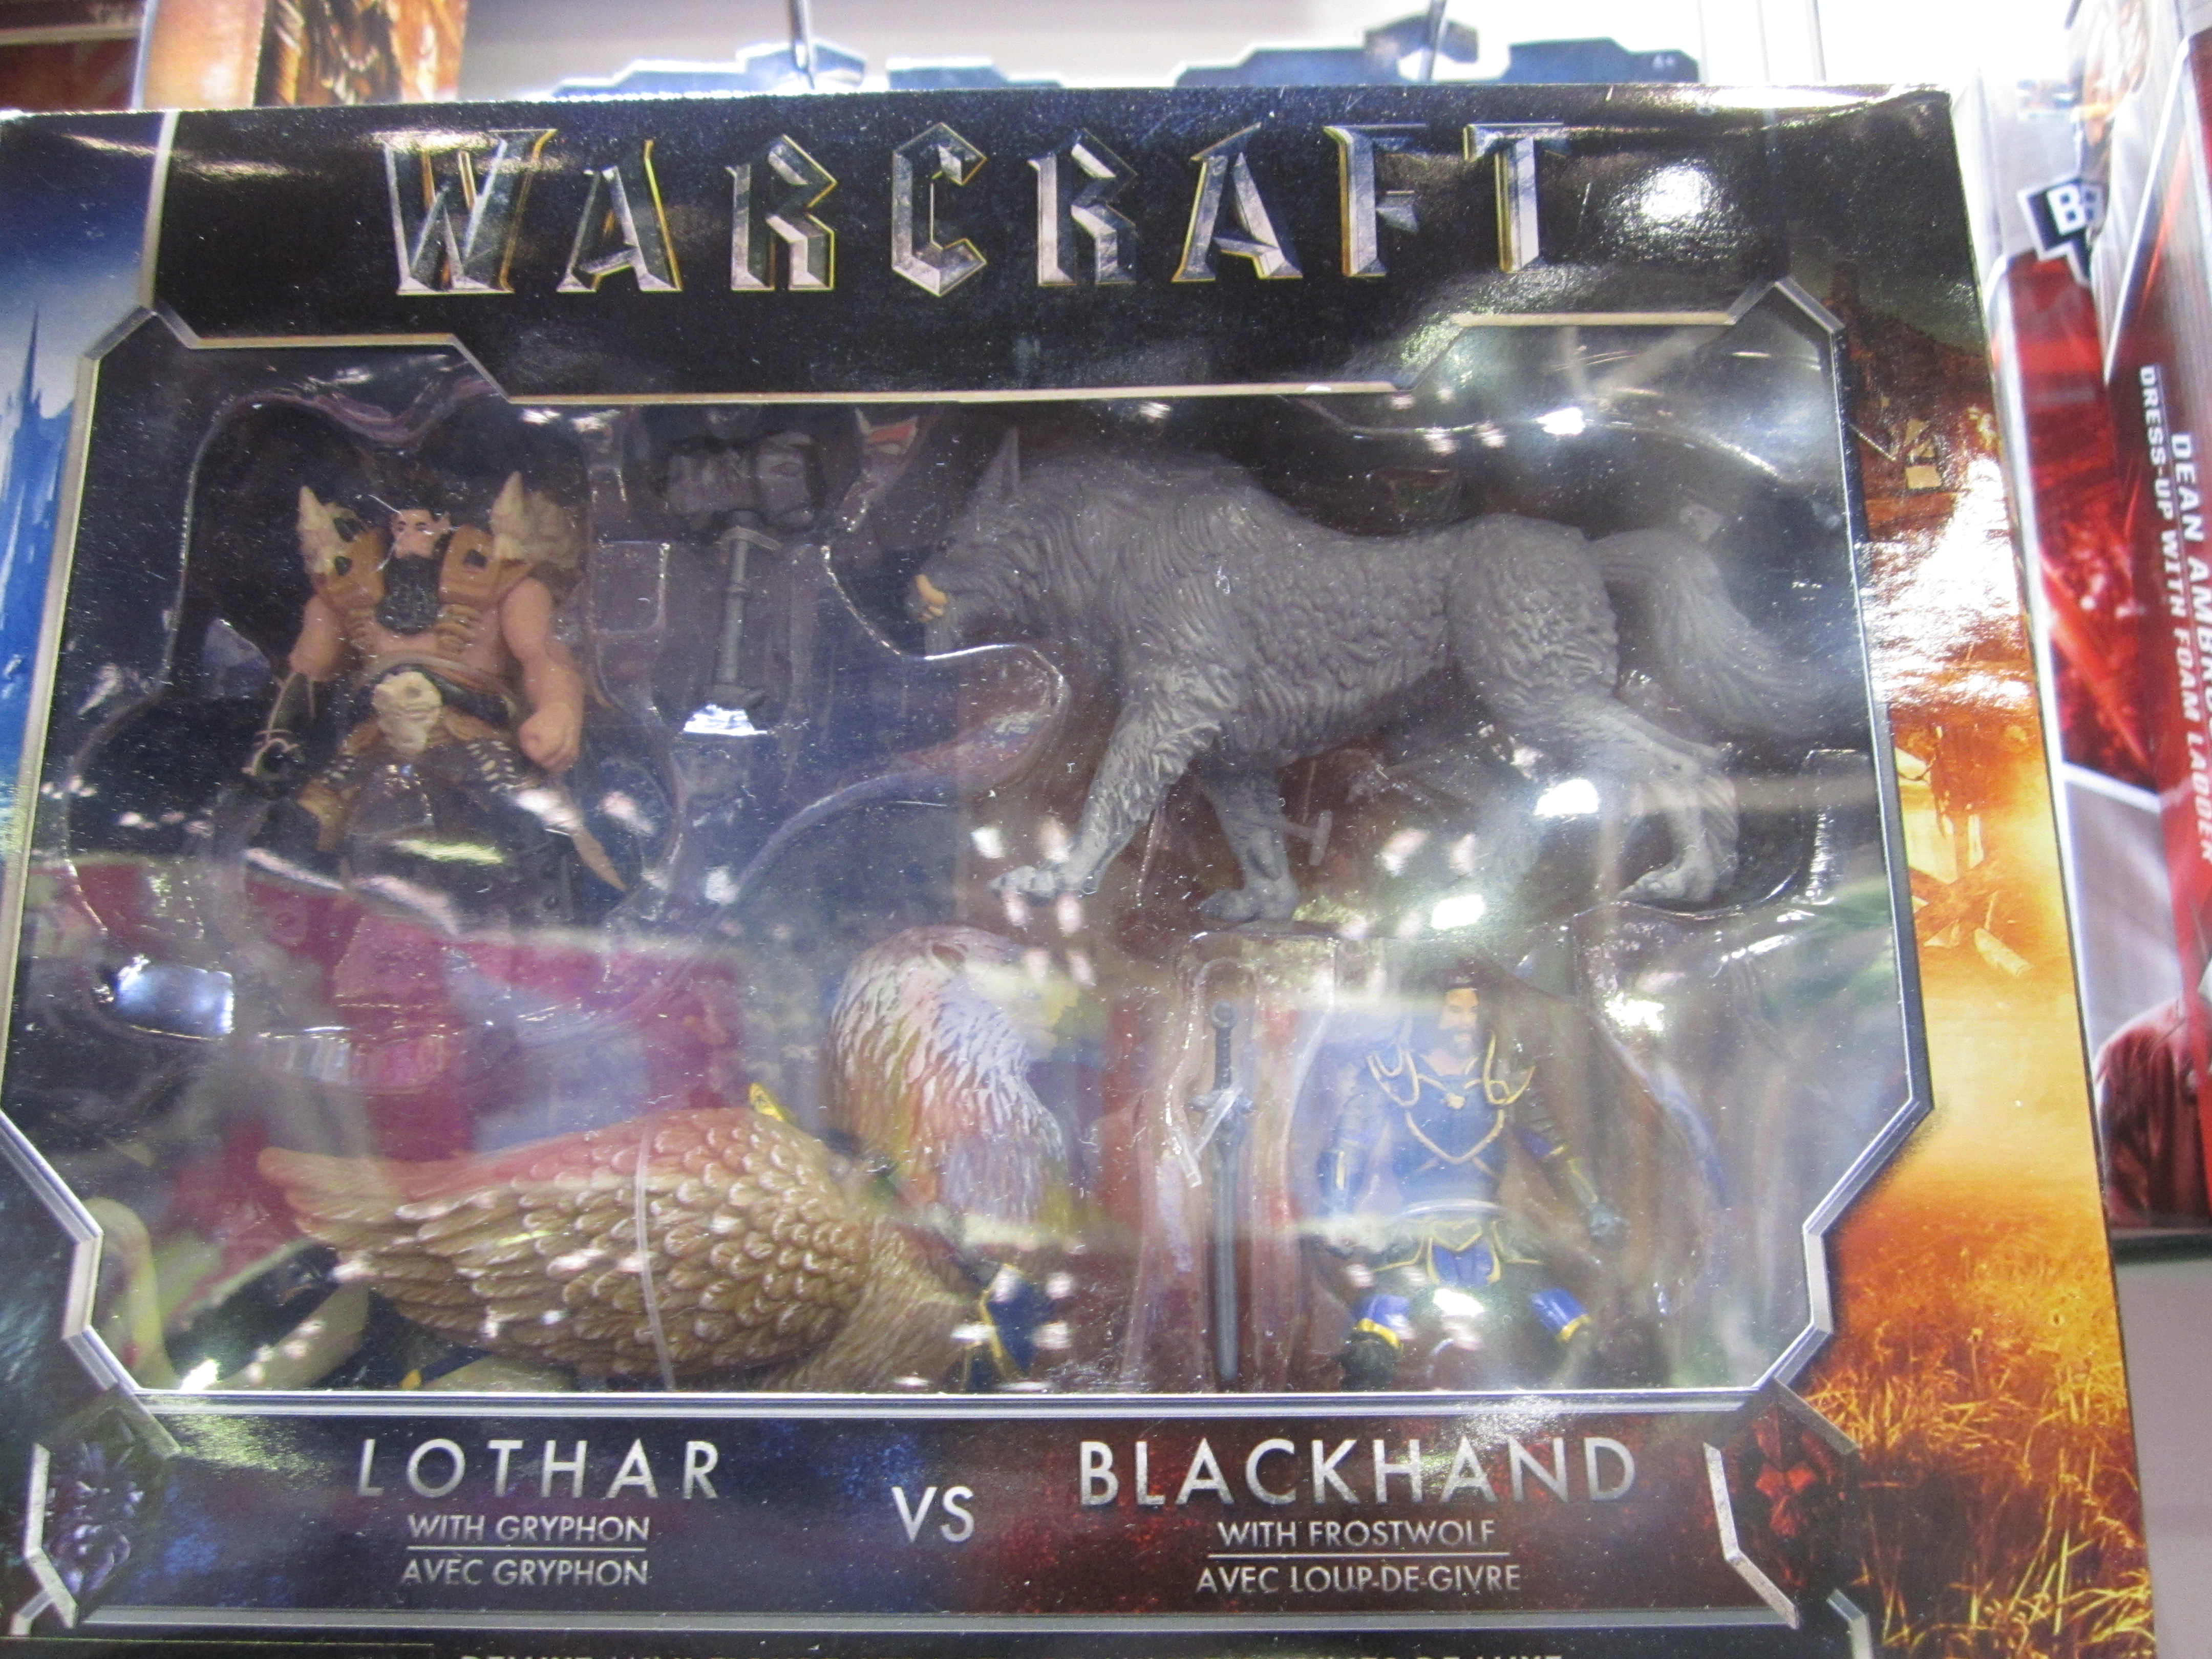 WARCRAFT
LOTHAR
WITH GRYPHON
AVEC GRYPHON
VS
BLACKHAND
WITH FROSTWOLF
AVEC LOUP-DE-GIVRE
DEAN AMBROSE
DRESS-UP WITH FOAM LADDER